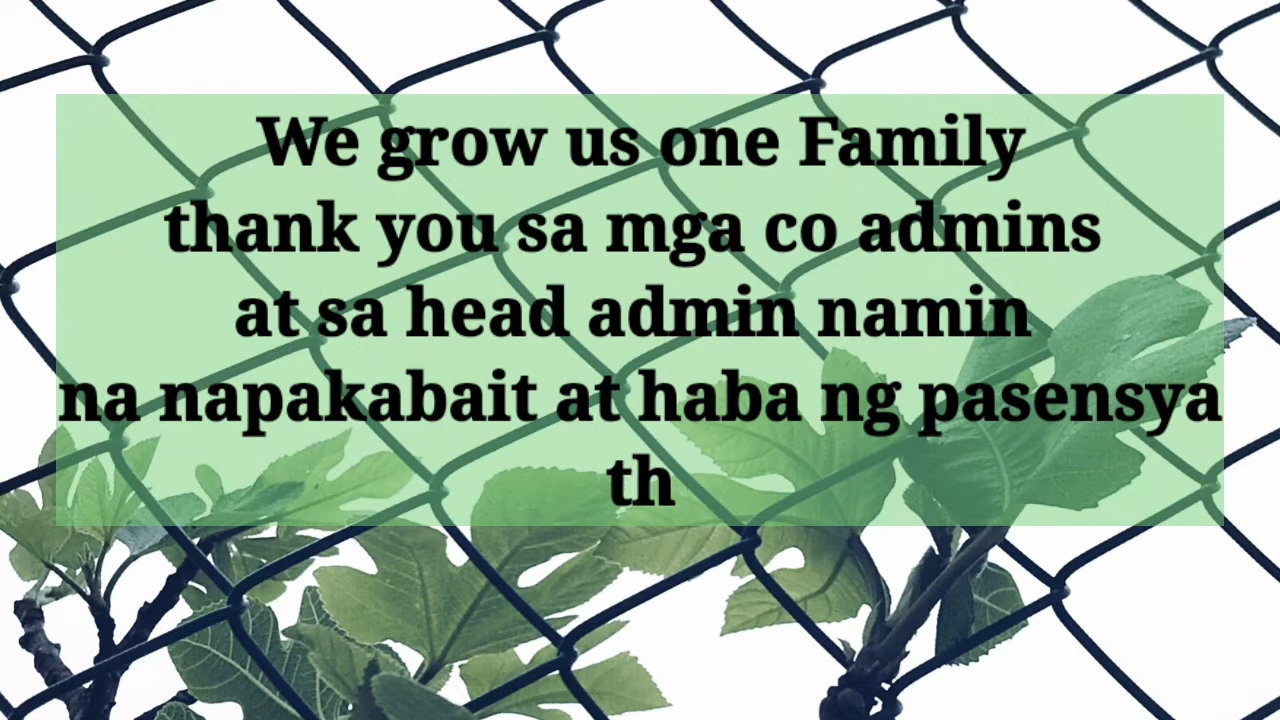 We grow us one Family
thank you sa mga co admins
at sa head admin namin
na napakabait at haba ng pasensya
th